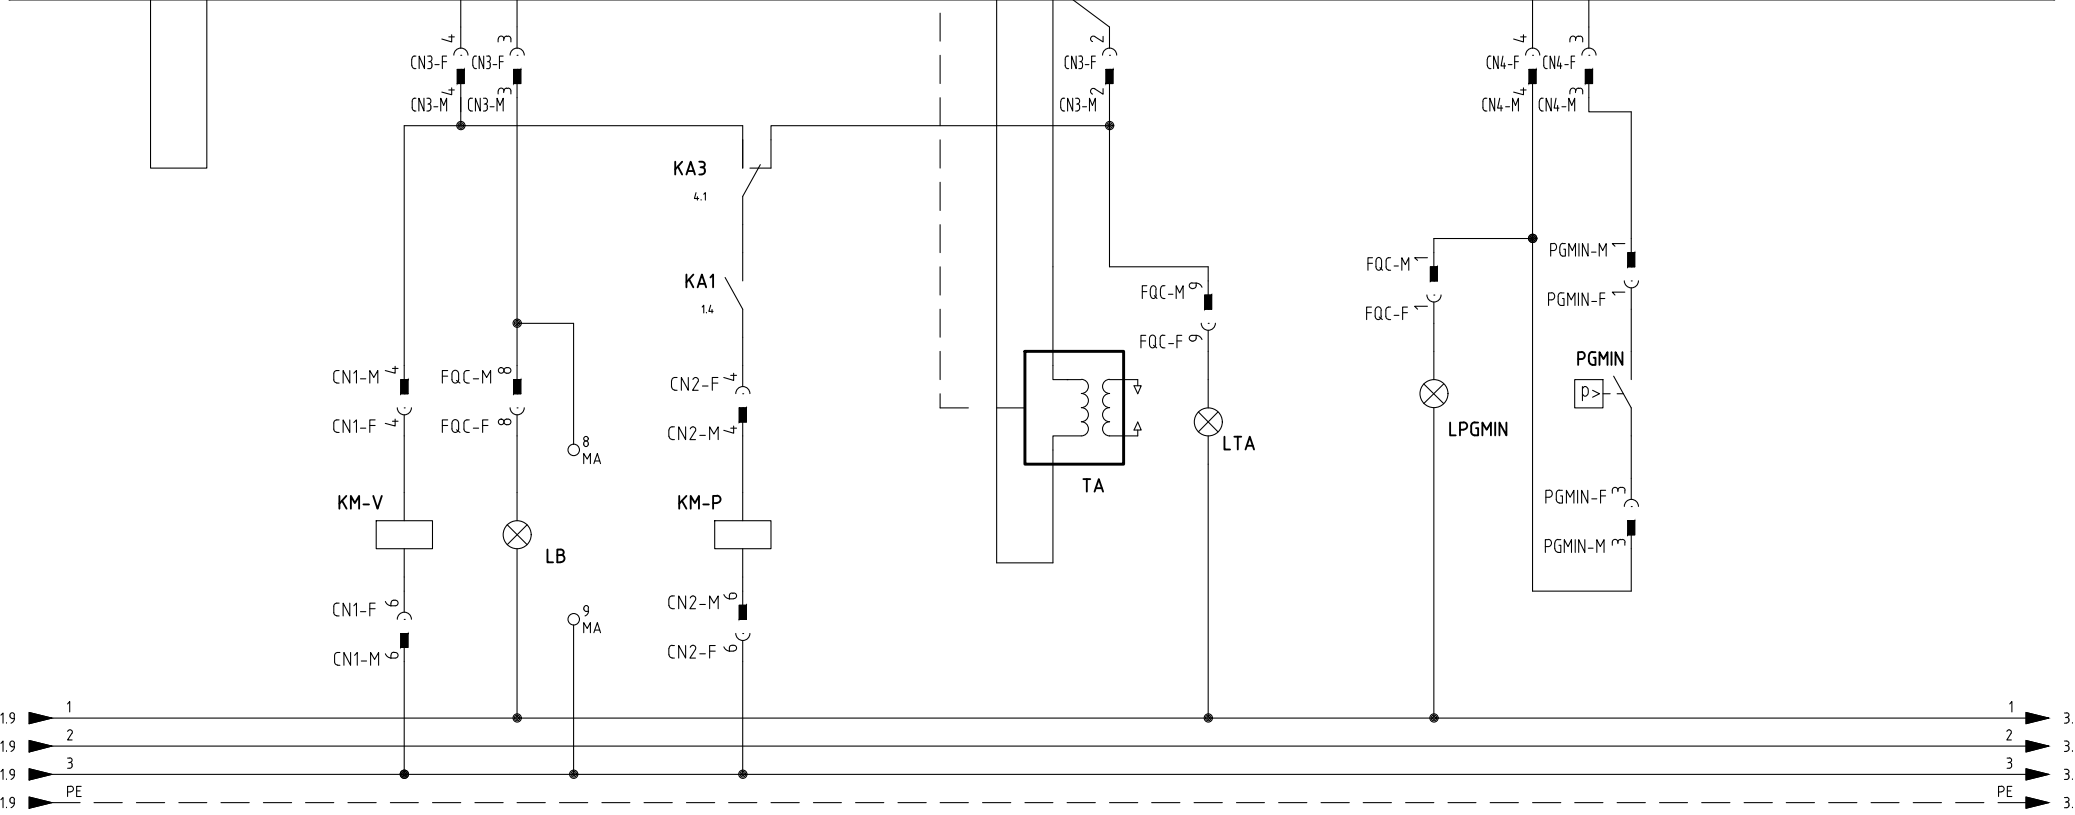 4 3 2 4 3
CN3-F CN3-F CN3-F CN4-F CN4-F
4 3 2 4 3
CN3-M CN3-M CN3-M CN4-M CN4-M
KA3
4.1
PGMIN-M 1
FQC-M 1
KA1
FQC-M 9
PGMIN-F 1
1.4
FQC-F 1
FQC-F 9
PGMIN
CN1-M 4 FQC-M 8 CN2-F 4
P>
CN1-F 4 FQC-F 8 CN2-M 4
LPGMIN
8
MA
LTA
TA
PGMIN-F 3
KM-V KM-P
PGMIN-M 3
LB
CN2-M 6
CN1-F 6
9
MA
CN2-F 6
CN1-M 6
1.9 1 1 3.
1.9 2 2 3.
1.9 3 3 3.
1.9 PE PE 3.